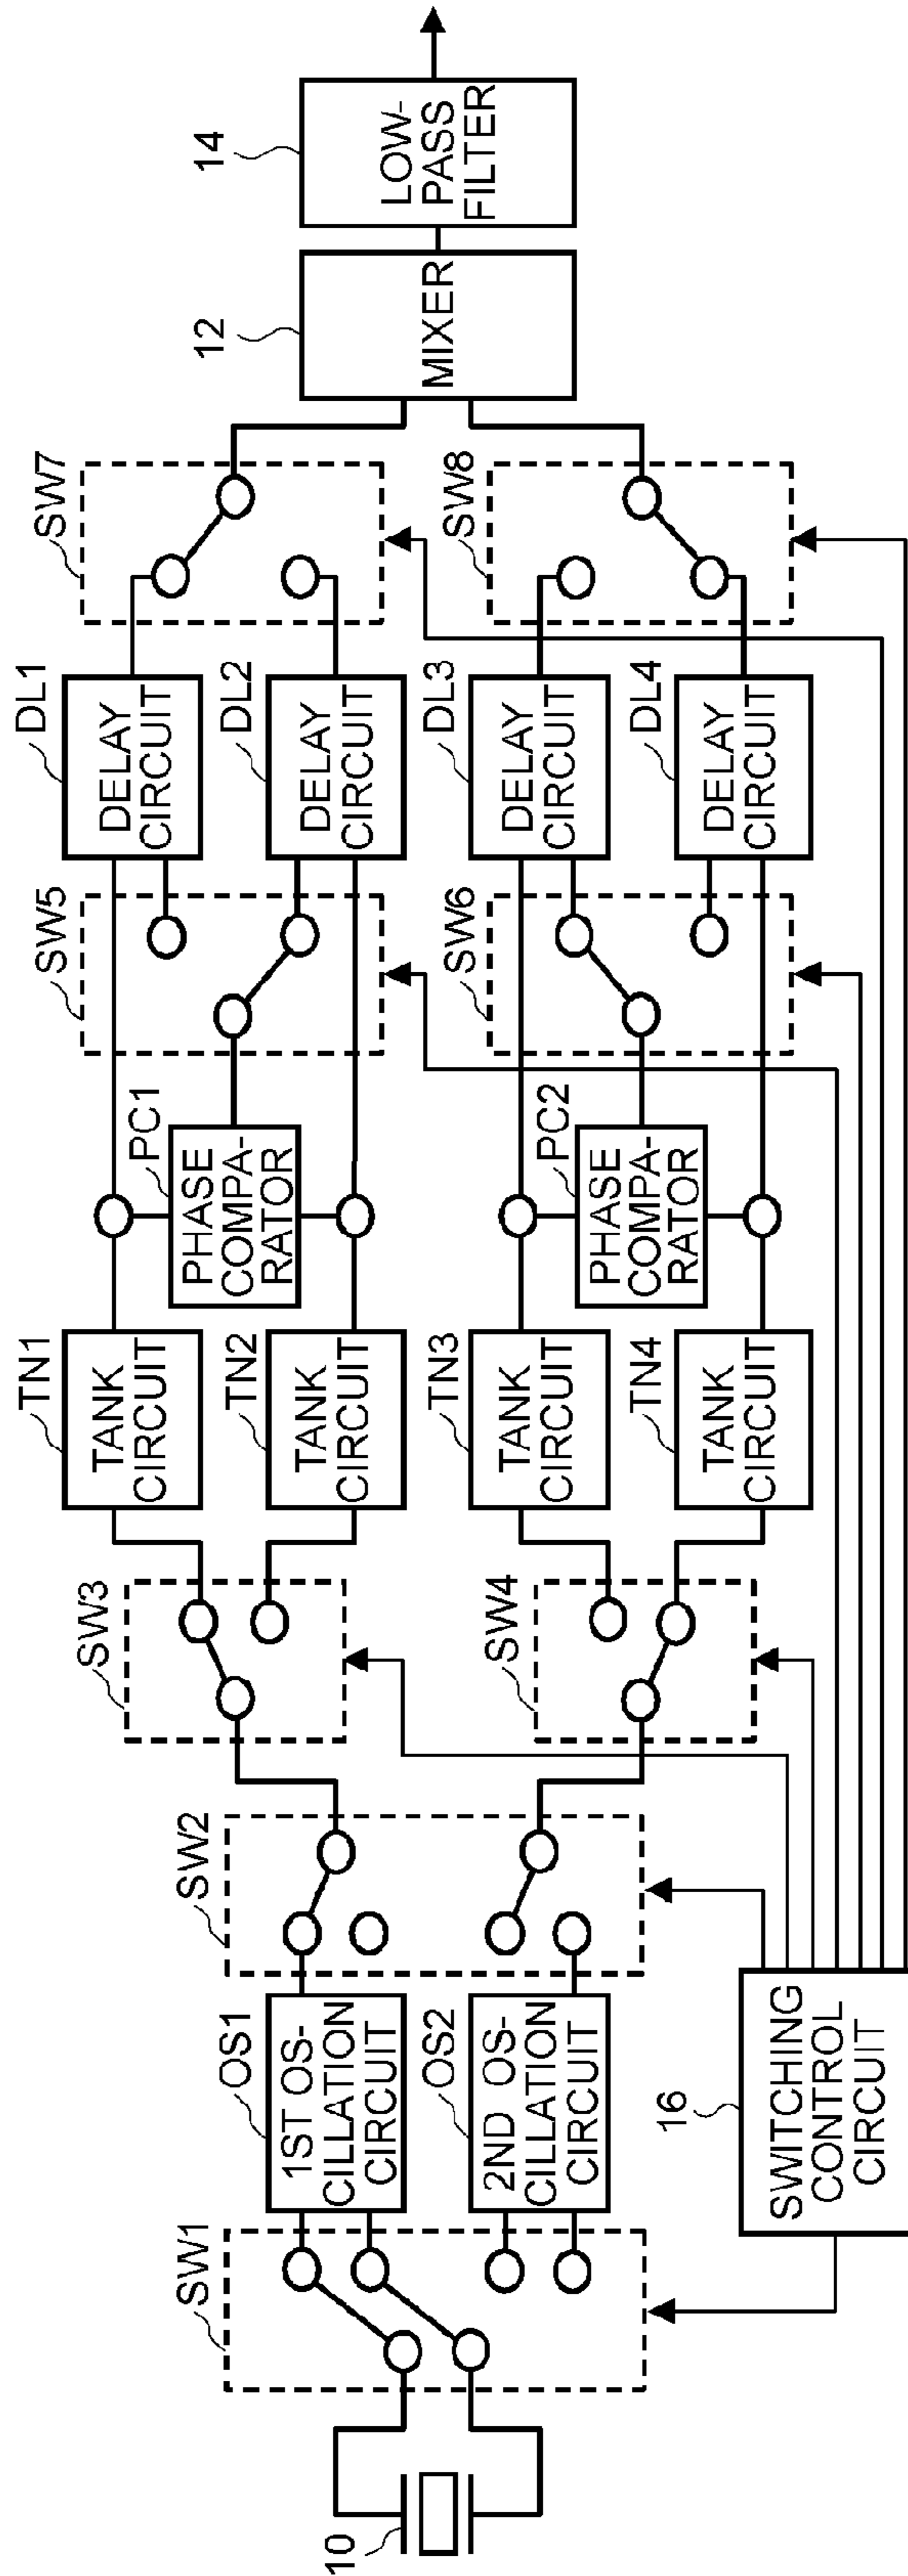 10
SW1
OS1
1ST OS-
CILLATION
CIRCUIT
OS2
2ND OS-
CILLATION
CIRCUIT
16
SWITCHING
CONTROL
CIRCUIT
SW2
SW3
SW4
TN1
TANK
CIRCUIT
TN2
TANK
CIRCUIT
TN3
TANK
CIRCUIT
TN4
TANK
CIRCUIT
PC1
PHASE
COMPA-
RATOR
PC2
PHASE
COMPA-
RATOR
SW5
SW6
DL1
DELAY
CIRCUIT
DL2
DELAY
CIRCUIT
DL3
DELAY
CIRCUIT
DL4
DELAY
CIRCUIT
SW7
SW8
12
MIXER
14
LOW-
PASS
FILTER